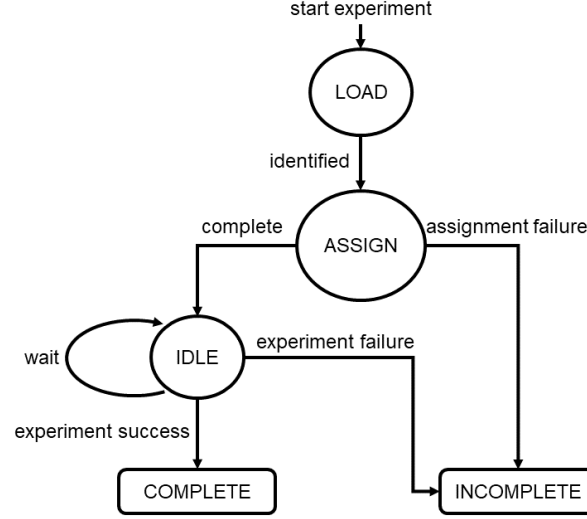 start experiment
LOAD
identified
complete
ASSIGN
assignment failure
wait
IDLE
experiment failure
experiment success
COMPLETE
INCOMPLETE